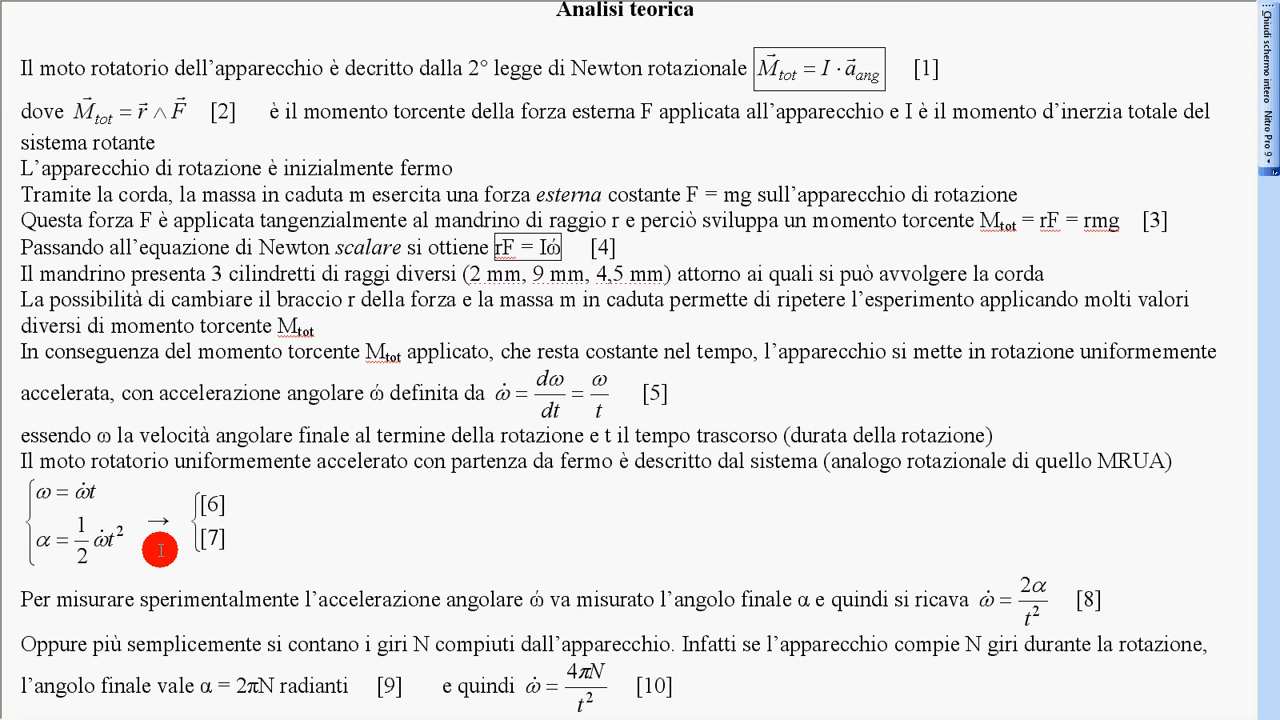 Analisi teorica
Il moto rotatorio dell'apparecchio è decritto dalla 2° legge di Newton rotazionale M⃗tot = I · a⃗ang [1]
dove M⃗tot = r⃗ ∧ F⃗ [2] è il momento torcente della forza esterna F applicata all'apparecchio e I è il momento d'inerzia totale del
sistema rotante
L'apparecchio di rotazione è inizialmente fermo
Tramite la corda, la massa in caduta m esercita una forza esterna costante F = mg sull'apparecchio di rotazione
Questa forza F è applicata tangenzialmente al mandrino di raggio r e perciò sviluppa un momento torcente Mtot = rF = rmg [3]
Passando all'equazione di Newton scalare si ottiene rF = Iώ [4]
Il mandrino presenta 3 cilindretti di raggi diversi (2 mm, 9 mm, 4,5 mm) attorno ai quali si può avvolgere la corda
La possibilità di cambiare il braccio r della forza e la massa m in caduta permette di ripetere l'esperimento applicando molti valori
diversi di momento torcente Mtot
In conseguenza del momento torcente Mtot applicato, che resta costante nel tempo, l'apparecchio si mette in rotazione uniformemente
accelerata, con accelerazione angolare ώ definita da ω̇ = dω/dt = ω/t [5]
essendo ω la velocità angolare finale al termine della rotazione e t il tempo trascorso (durata della rotazione)
Il moto rotatorio uniformemente accelerato con partenza da fermo è descritto dal sistema (analogo rotazionale di quello MRUA)
ω = ω̇t [6]
α = 1/2 ω̇t² → [7]
Per misurare sperimentalmente l'accelerazione angolare ώ va misurato l'angolo finale α e quindi si ricava ω̇ = 2α/t² [8]
Oppure più semplicemente si contano i giri N compiuti dall'apparecchio. Infatti se l'apparecchio compie N giri durante la rotazione,
l'angolo finale vale α = 2πN radianti [9] e quindi ω̇ = 4πN/t² [10]
Chiudi schermo intero Nitro Pro 9